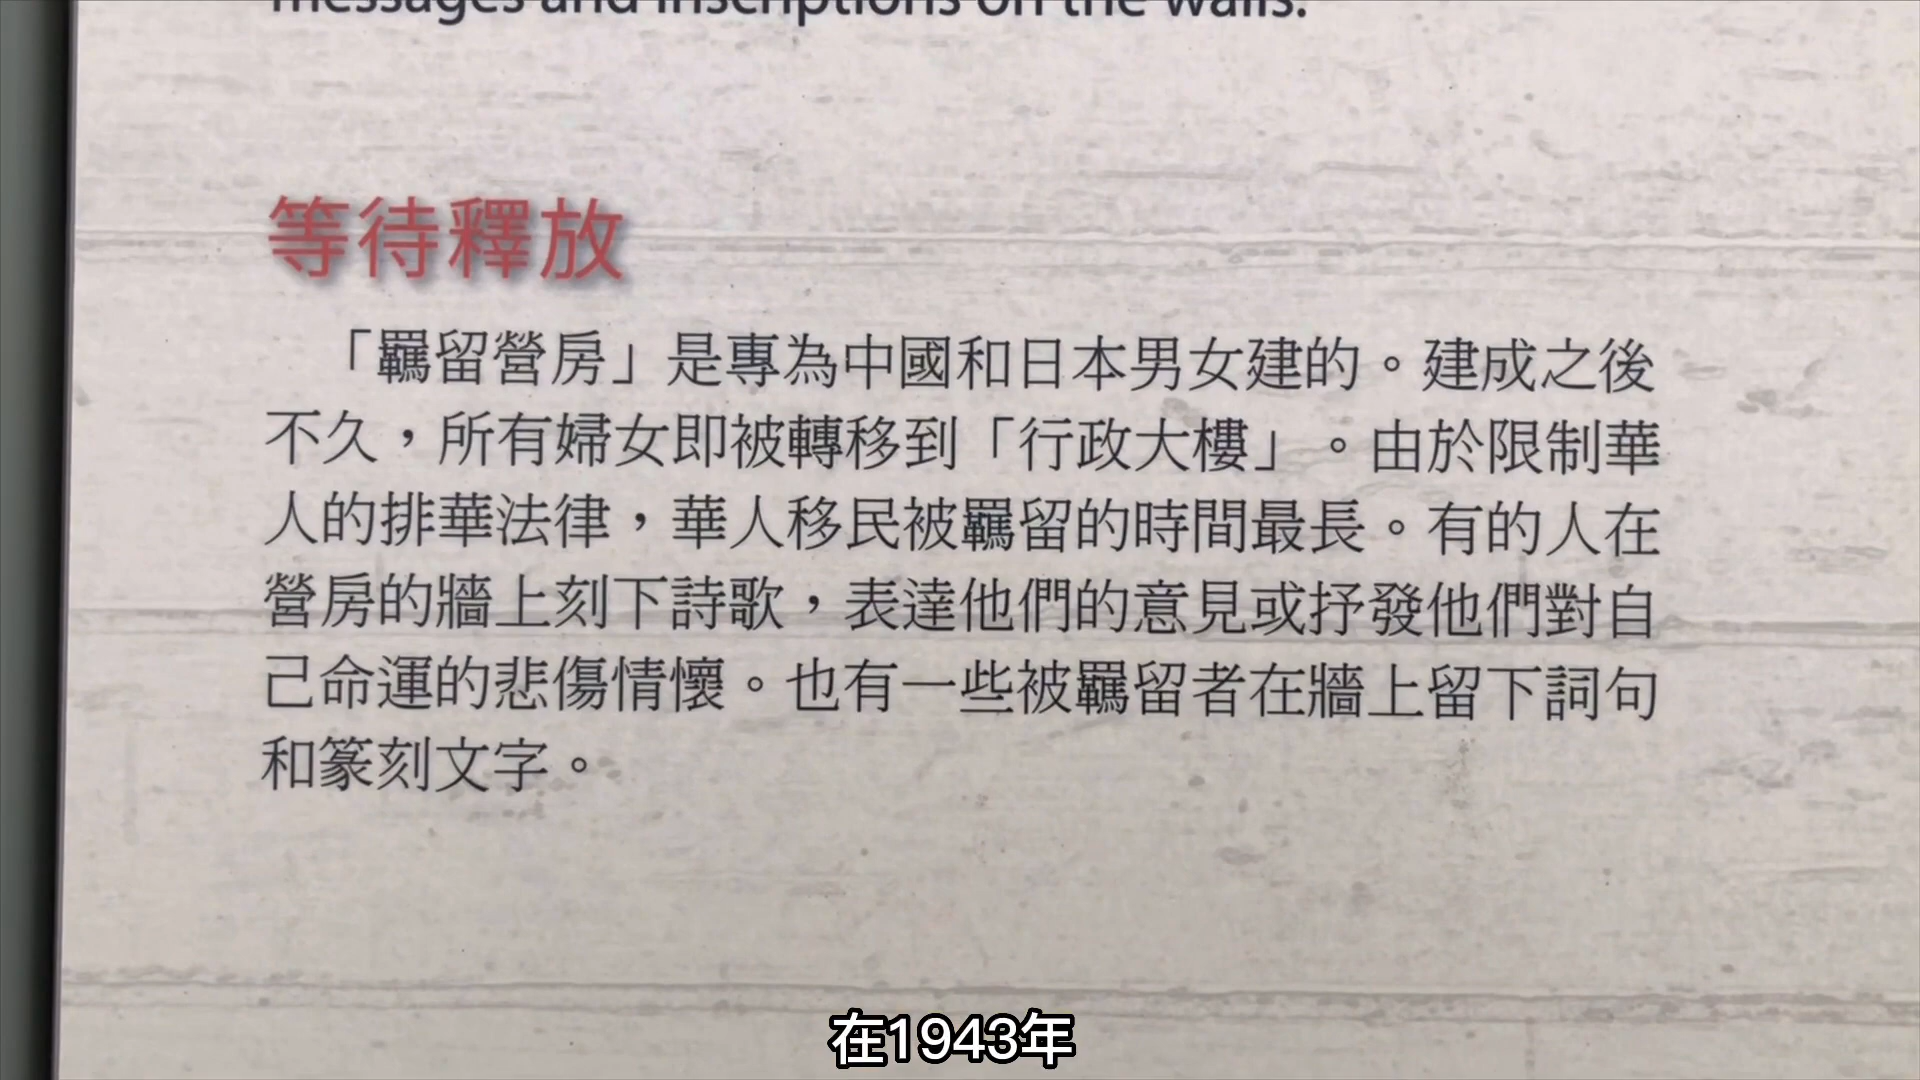 messages and inscriptions on the walls.
等待釋放
「羈留營房」是專為中國和日本男女建的。建成之後
不久，所有婦女即被轉移到「行政大樓」。由於限制華
人的排華法律，華人移民被羈留的時間最長。有的人在
營房的牆上刻下詩歌，表達他們的意見或抒發他們對自
己命運的悲傷情懷。也有一些被羈留者在牆上留下詞句
和篆刻文字。
在1943年